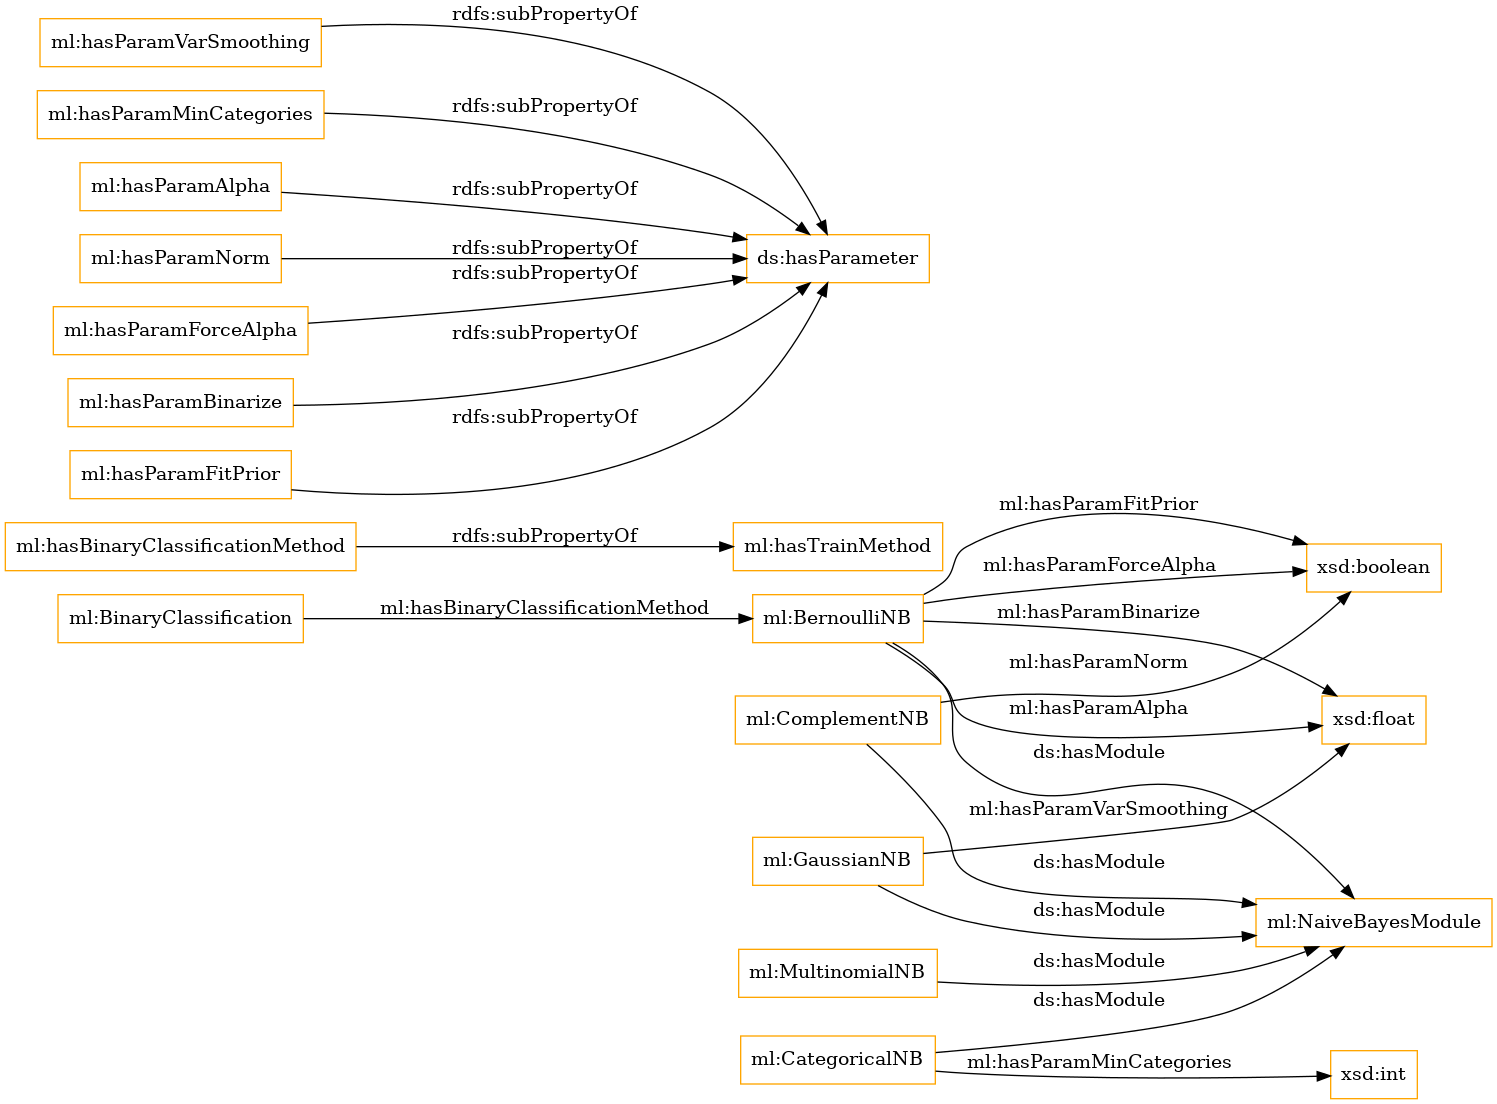 rdfs:subPropertyOf
ml:hasParamVarSmoothing
rdfs:subPropertyOf
ml:hasParamMinCategories
rdfs:subPropertyOf
ml:hasParamAlpha
rdfs:subPropertyOf
ml:hasParamNorm
ds:hasParameter
rdfs:subPropertyOf
ml:hasParamForceAlpha
rdfs:subPropertyOf
ml:hasParamBinarize
rdfs:subPropertyOf
ml:hasParamFitPrior
ml:hasParamFitPrior
rdfs:subPropertyOf
ml:hasBinaryClassificationMethod
ml:hasTrainMethod
ml:hasParamForceAlpha
xsd:boolean
ml:hasBinaryClassificationMethod
ml:BinaryClassification
ml:BernoulliNB
ml:hasParamBinarize
ml:hasParamNorm
ml:hasParamAlpha
ml:ComplementNB
xsd:float
ds:hasModule
ml:hasParamVarSmoothing
ml:GaussianNB
ds:hasModule
ds:hasModule
ml:NaiveBayesModule
ds:hasModule
ml:MultinomialNB
ds:hasModule
ml:CategoricalNB
ml:hasParamMinCategories
xsd:int